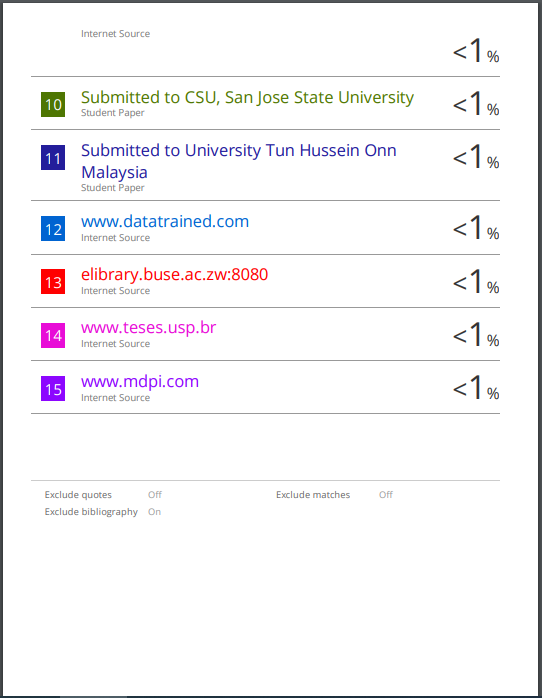 Internet Source
<1%
10 Submitted to CSU, San Jose State University <1%
Student Paper
11 Submitted to University Tun Hussein Onn <1%
Malaysia
Student Paper
12 www.datatrained.com <1%
Internet Source
13 elibrary.buse.ac.zw:8080 <1%
Internet Source
14 www.teses.usp.br <1%
Internet Source
15 www.mdpi.com <1%
Internet Source
Exclude quotes Off Exclude matches Off
Exclude bibliography On